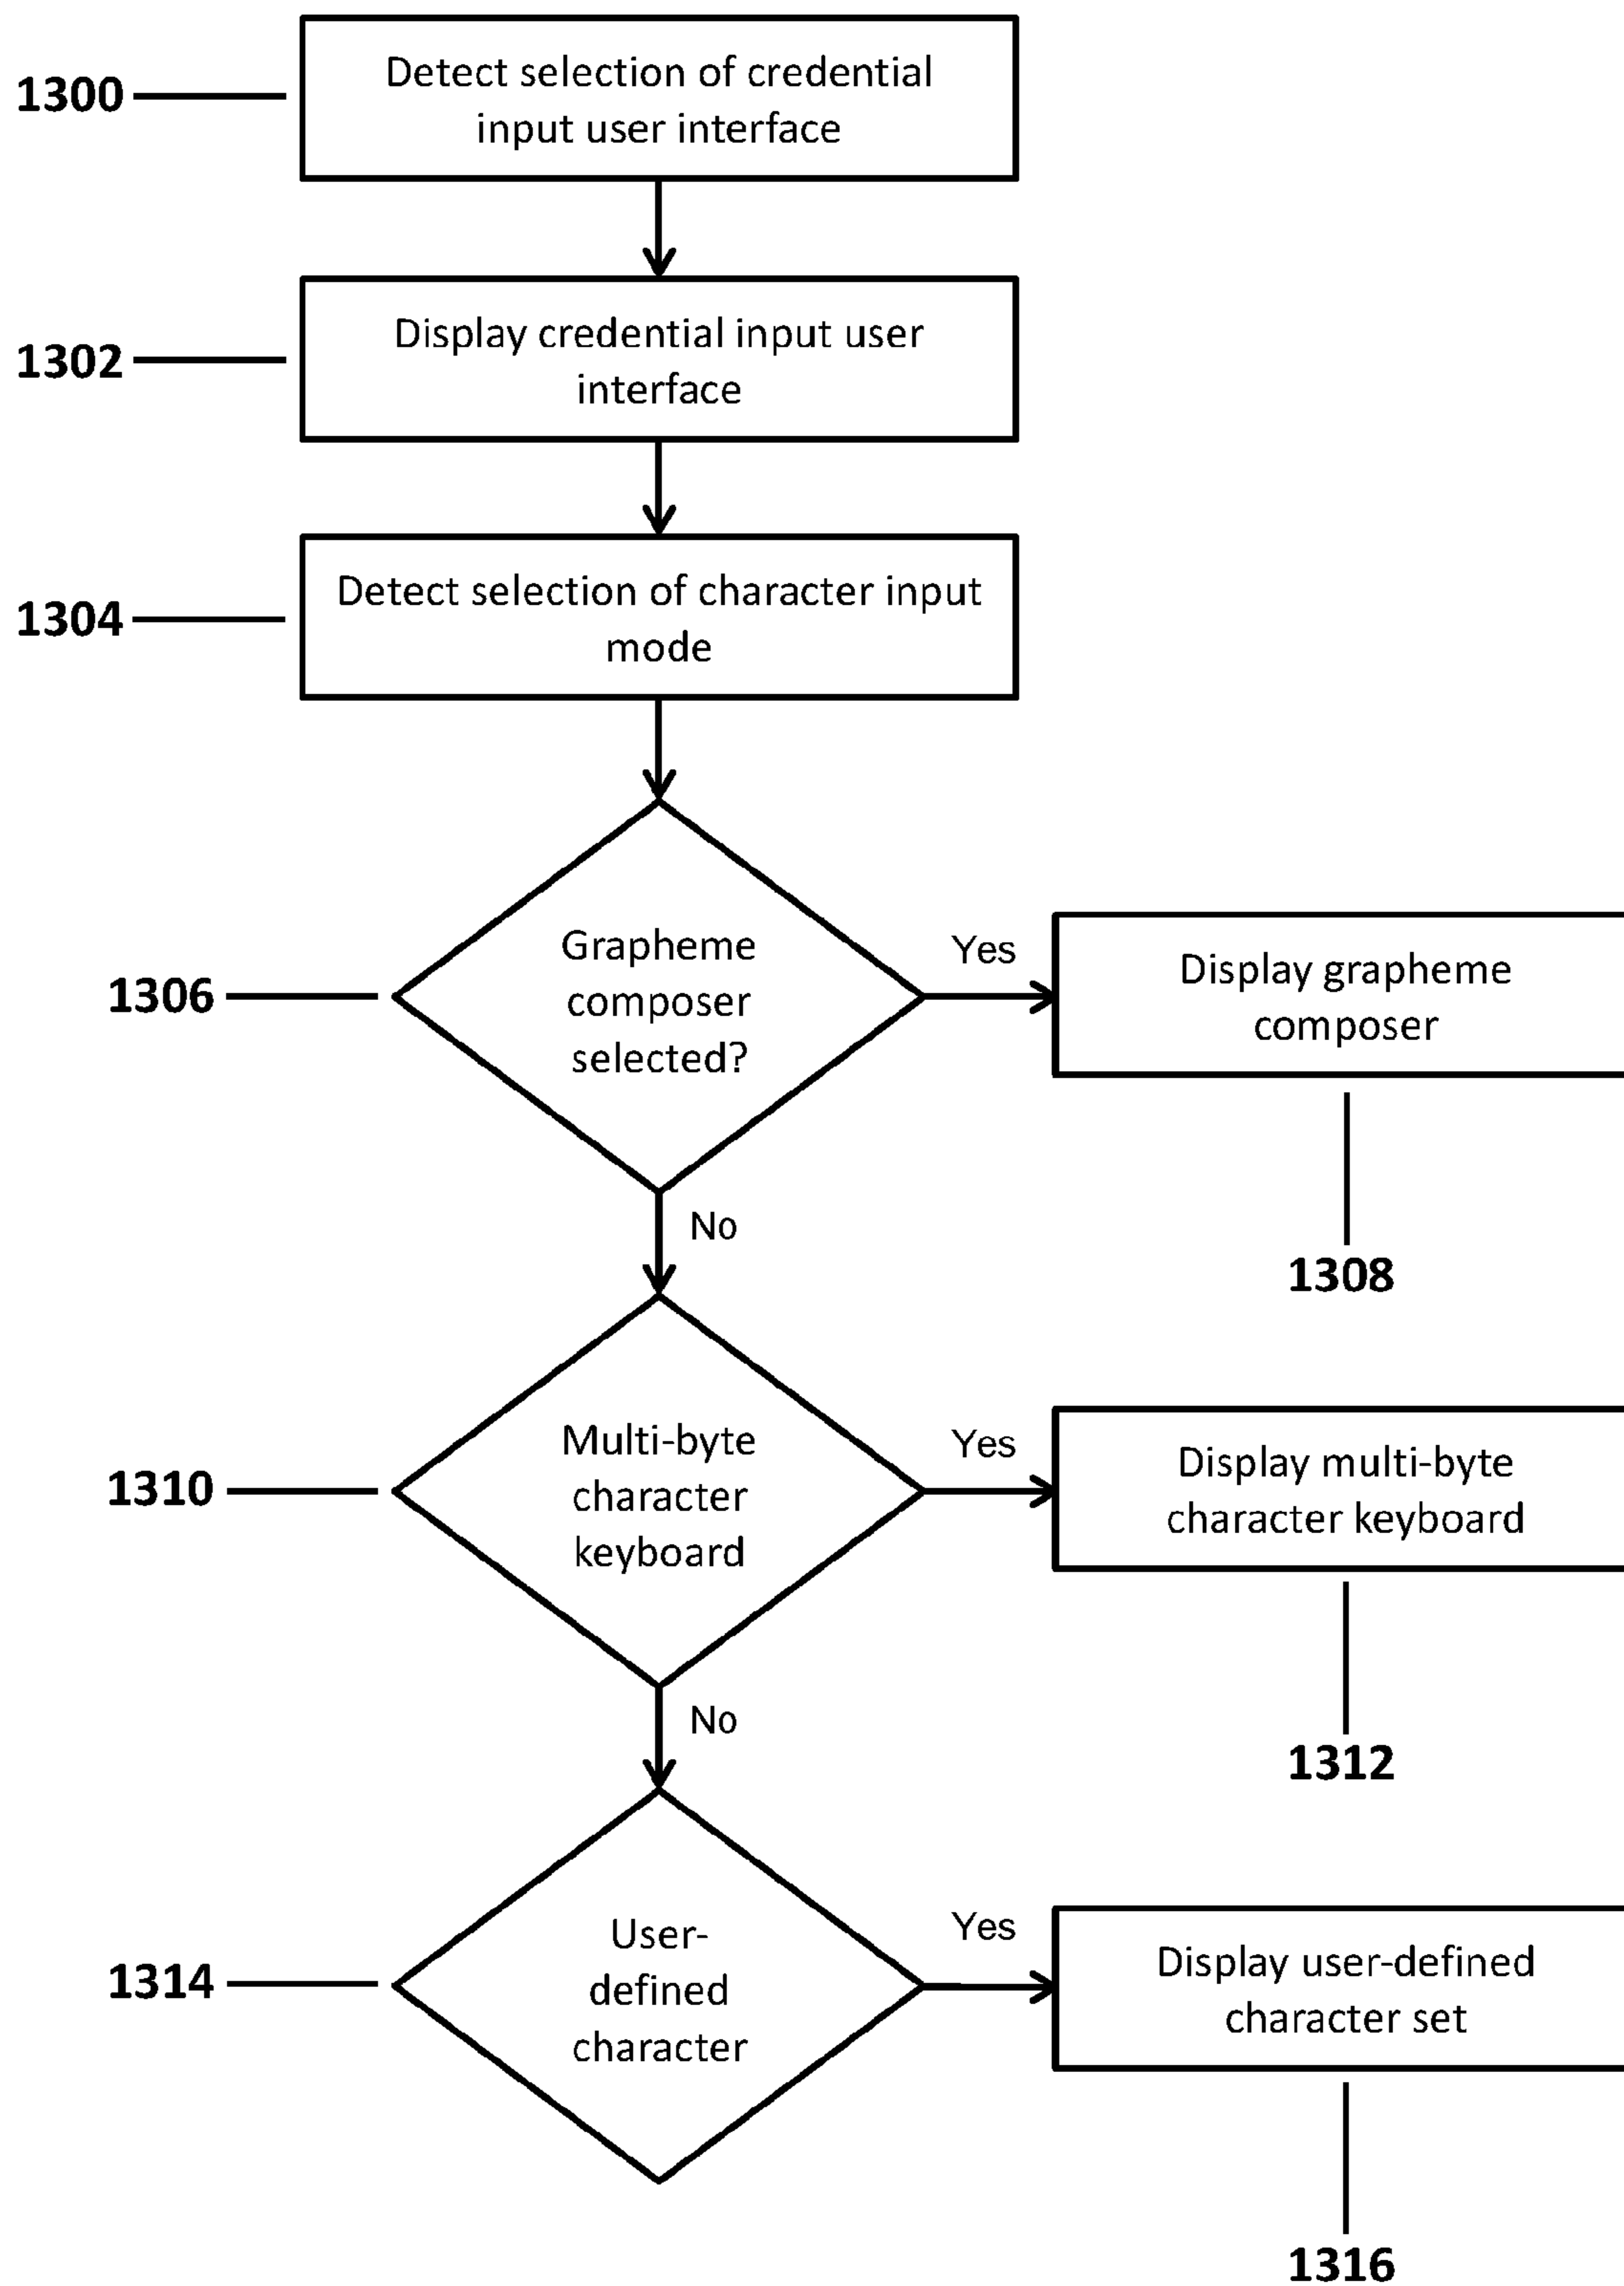 1300
Detect selection of credential
input user interface
1302
Display credential input user
interface
1304
Detect selection of character input
mode
1306
Grapheme
composer
selected?
Yes
Display grapheme
composer
1308
No
1310
Multi-byte
character
keyboard
Yes
Display multi-byte
character keyboard
1312
No
1314
User-
defined
character
Yes
Display user-defined
character set
1316